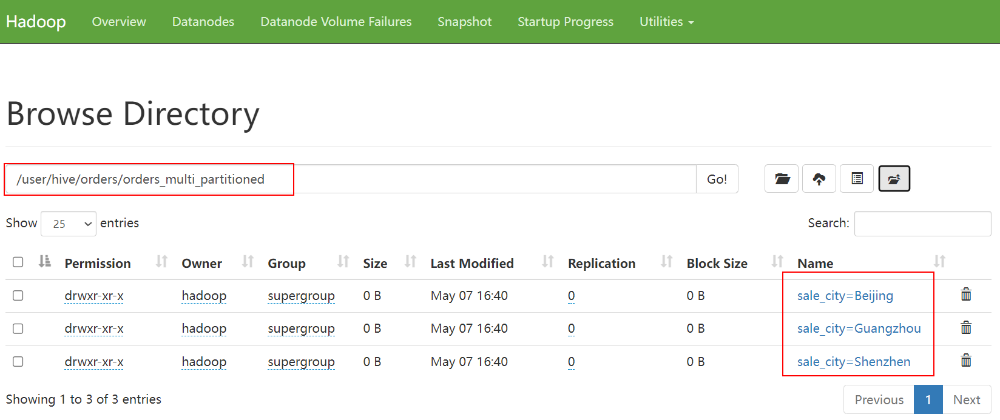 Hadoop Overview Datanodes Datanode Volume Failures Snapshot Startup Progress Utilities
Browse Directory
/user/hive/orders/orders_multi_partitioned Go!
Show 25 entries Search:
Permission Owner Group Size Last Modified Replication Block Size Name
drwxr-xr-x hadoop supergroup 0 B May 07 16:40 0 0 B sale_city=Beijing
drwxr-xr-x hadoop supergroup 0 B May 07 16:40 0 0 B sale_city=Guangzhou
drwxr-xr-x hadoop supergroup 0 B May 07 16:40 0 0 B sale_city=Shenzhen
Showing 1 to 3 of 3 entries Previous 1 Next